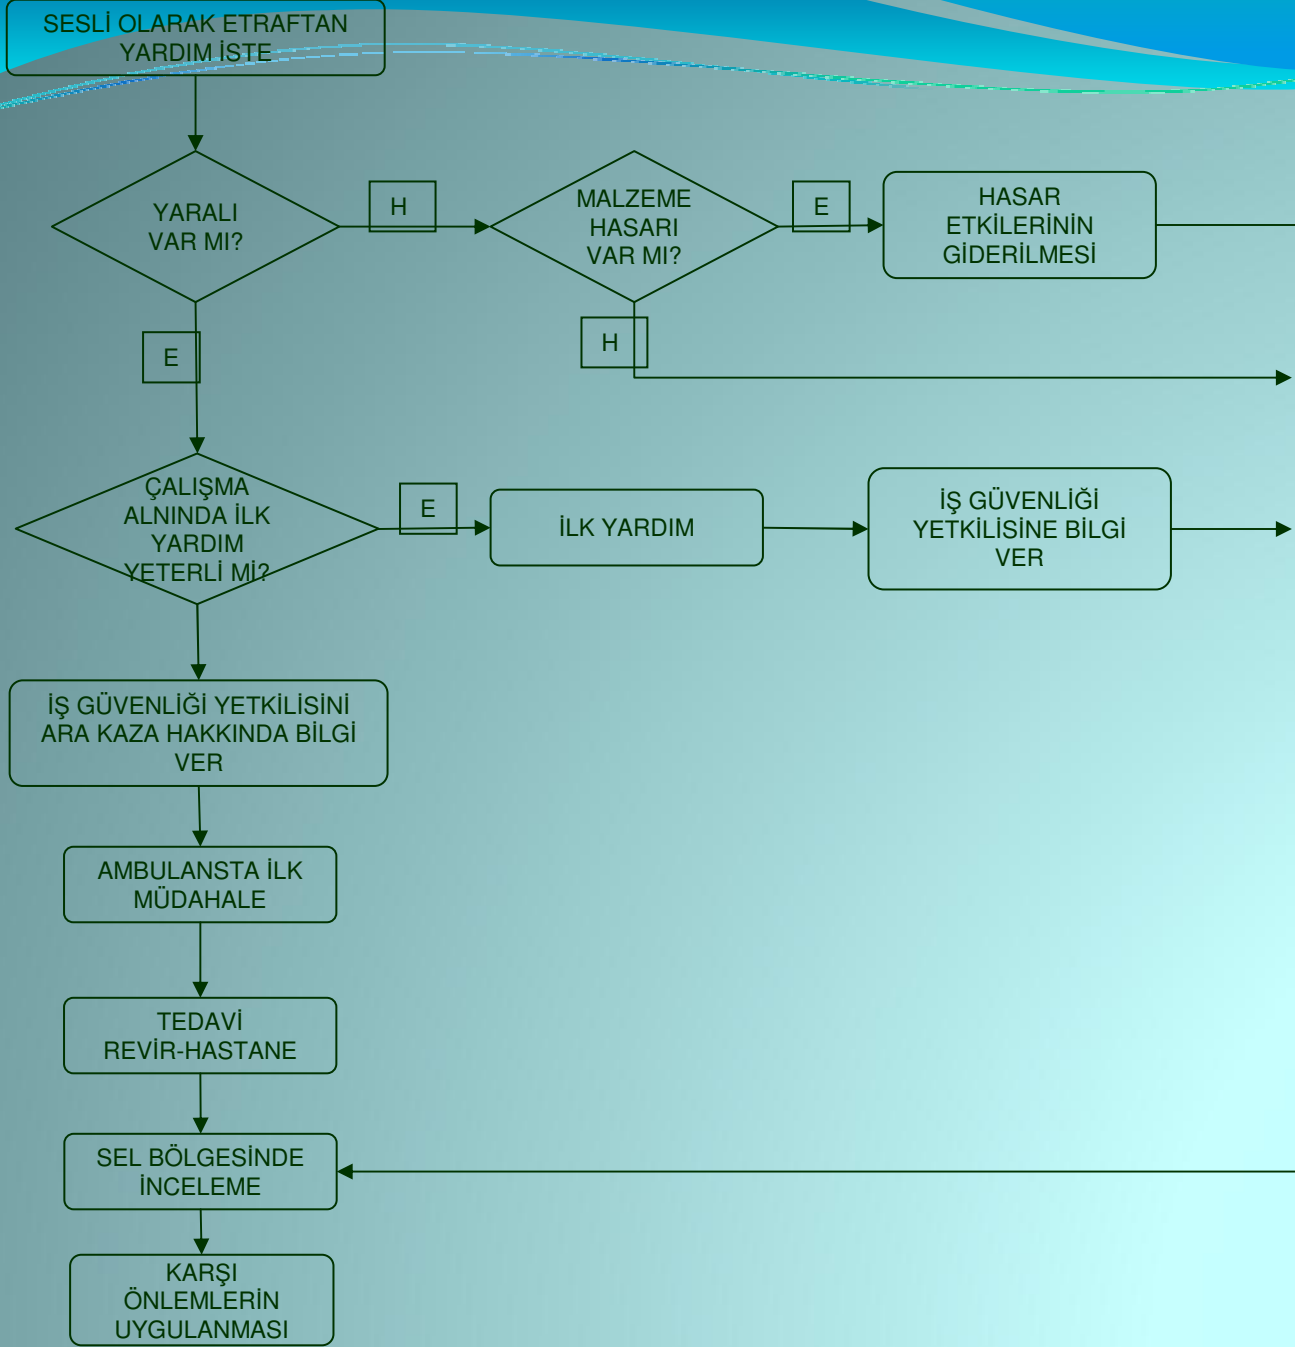 SESLİ OLARAK ETRAFTAN
YARDIM İSTE
YARALI
VAR MI?
H
MALZEME
HASARI
VAR MI?
E
HASAR
ETKİLERİNİN
GİDERİLMESİ
E
H
ÇALIŞMA
ALNINDA İLK
YARDIM
YETERLİ Mİ?
E
İLK YARDIM
İŞ GÜVENLİĞİ
YETKİLİSİNE BİLGİ
VER
İŞ GÜVENLİĞİ YETKİLİSİNİ
ARA KAZA HAKKINDA BİLGİ
VER
AMBULANSTA İLK
MÜDAHALE
TEDAVİ
REVİR-HASTANE
SEL BÖLGESİNDE
İNCELEME
KARŞI
ÖNLEMLERİN
UYGULANMASI